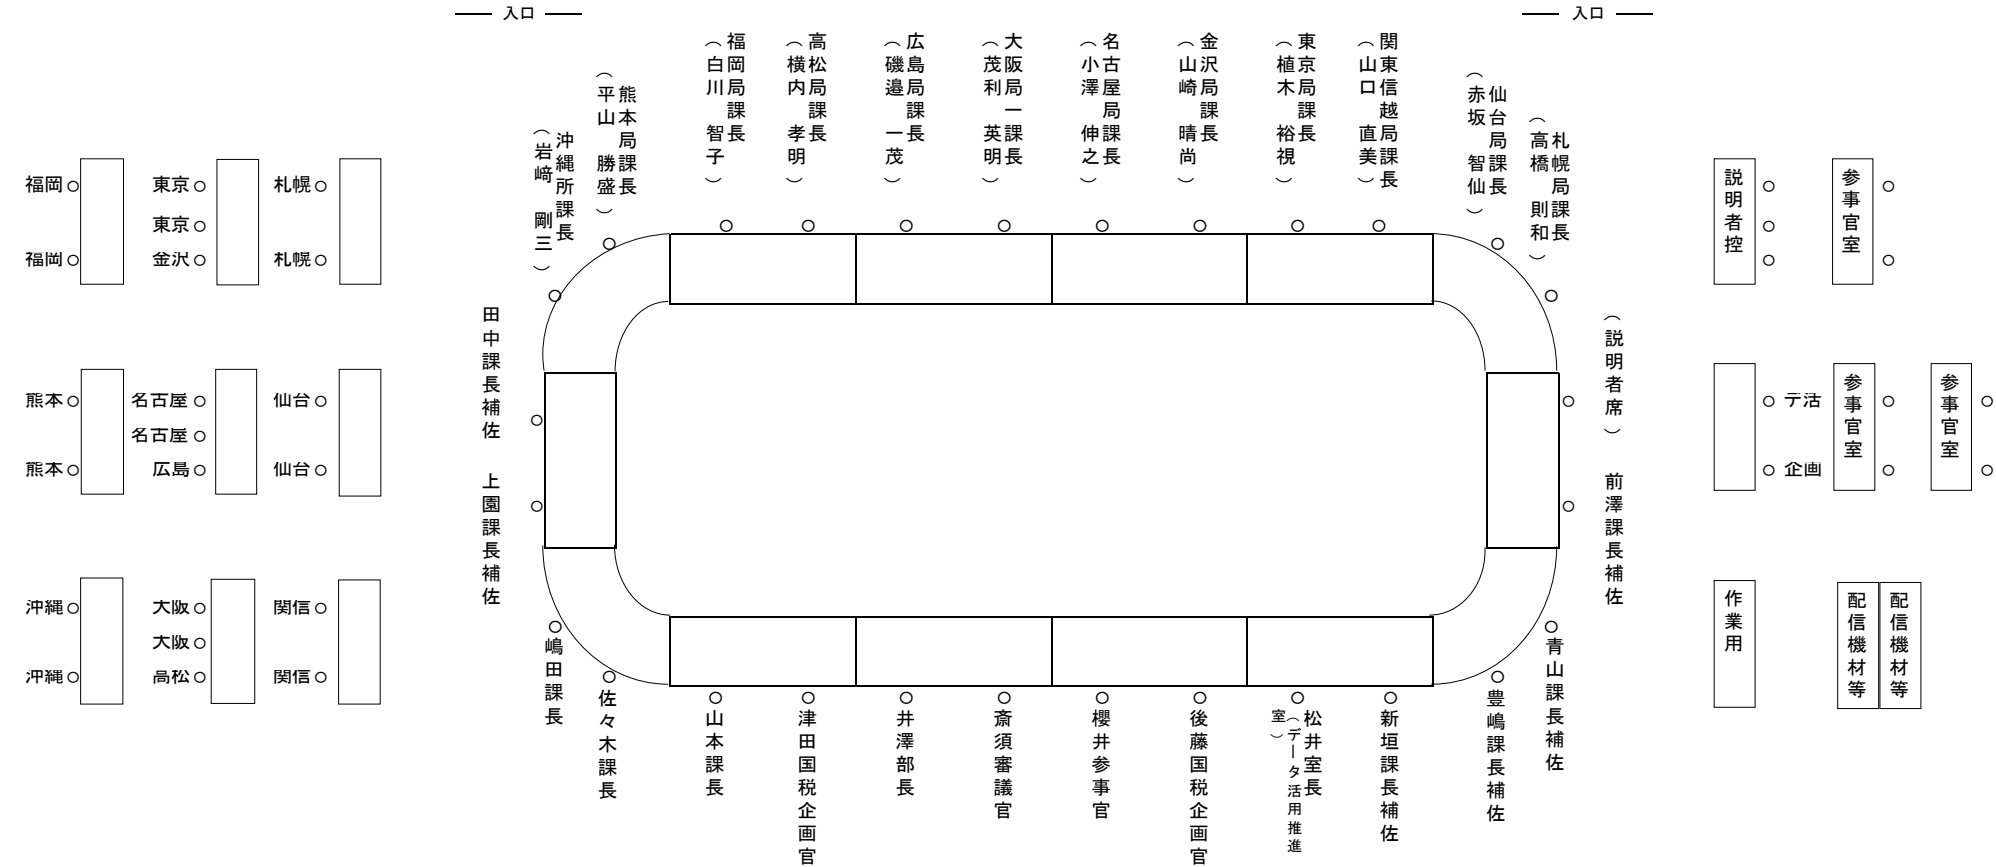 入口
入口
福岡局課長
（白川　智子）
高松局課長
（横内　孝明）
広島局課長
（磯邉　一茂）
大阪局一課長
（茂利　英明）
名古屋局課長
（小澤　伸之）
金沢局課長
（山崎　晴尚）
東京局課長
（植木　裕視）
関東信越局課長
（山口　直美）
熊本局課長
（平山　勝盛）
沖縄所課長
（岩﨑　剛三）
仙台局課長
（赤坂　智仙）
札幌局課長
（高橋　則和）
福岡
東京
札幌
東京
福岡
金沢
札幌
説明者控
参事官室
田中課長補佐
上園課長補佐
（説明者席）
前澤課長補佐
熊本
名古屋
仙台
名古屋
熊本
広島
仙台
デ活
企画
参事官室
参事官室
沖縄
大阪
関信
大阪
沖縄
高松
関信
作業用
配信機材等
配信機材等
嶋田課長
佐々木課長
山本課長
津田国税企画官
井澤部長
斎須審議官
櫻井参事官
後藤国税企画官
松井室長
（データ活用推進
室）
新垣課長補佐
豊嶋課長補佐
青山課長補佐